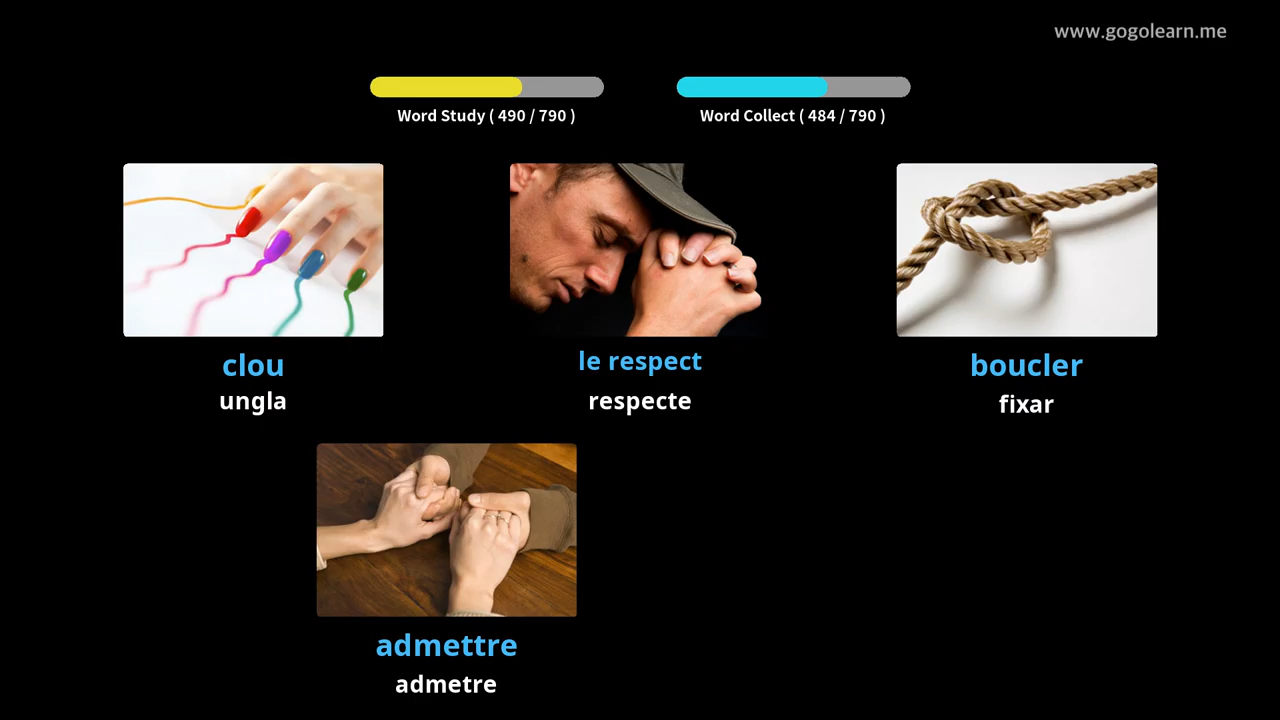 www.gogolearn.me
Word Study ( 490 / 790 )
Word Collect ( 484 / 790 )
clou
ungla
le respect
respecte
boucler
fixar
admettre
admetre